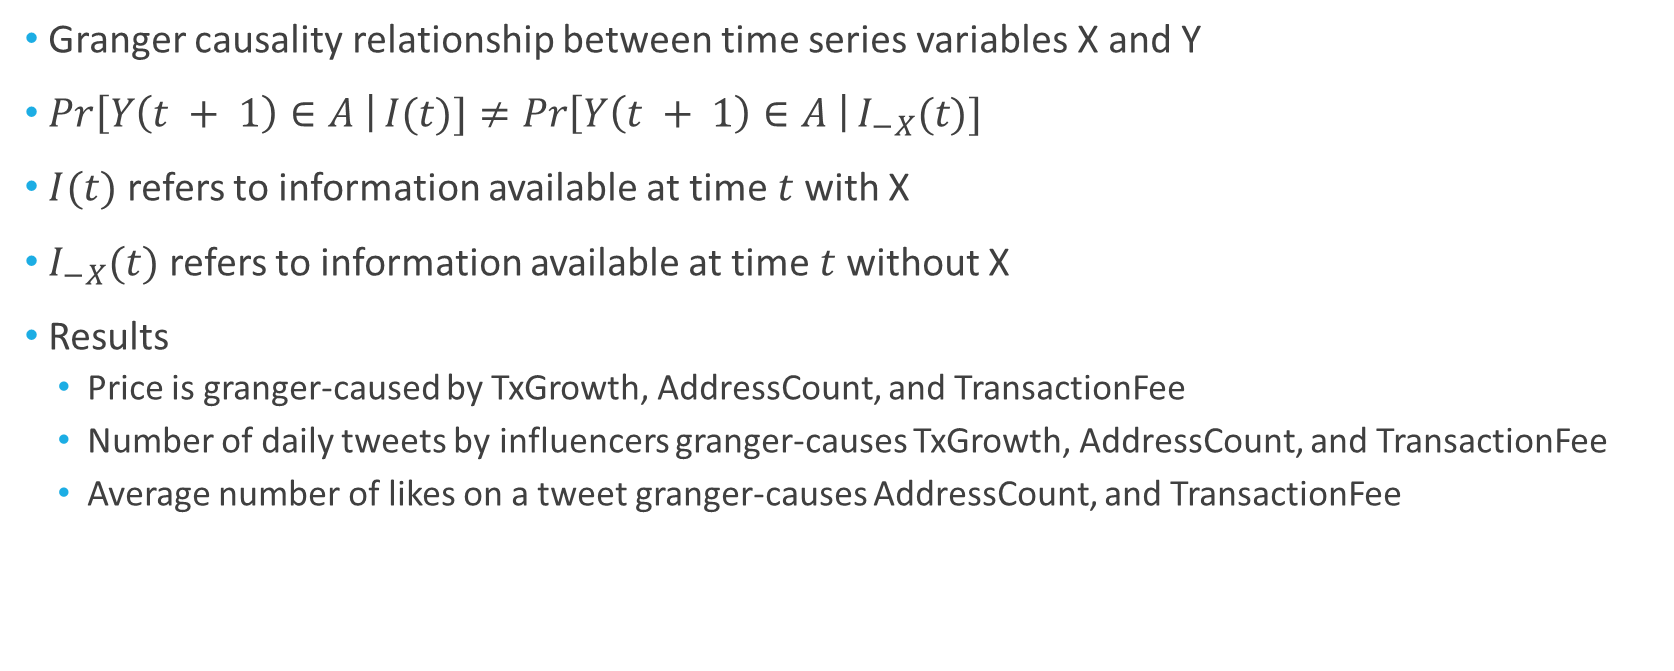 • Granger causality relationship between time series variables X and Y
• Pr[Y(t + 1) ∈ A | I(t)] ≠ Pr[Y(t + 1) ∈ A | I₋X(t)]
• I(t) refers to information available at time t with X
• I₋X(t) refers to information available at time t without X
• Results
• Price is granger-caused by TxGrowth, AddressCount, and TransactionFee
• Number of daily tweets by influencers granger-causes TxGrowth, AddressCount, and TransactionFee
• Average number of likes on a tweet granger-causes AddressCount, and TransactionFee